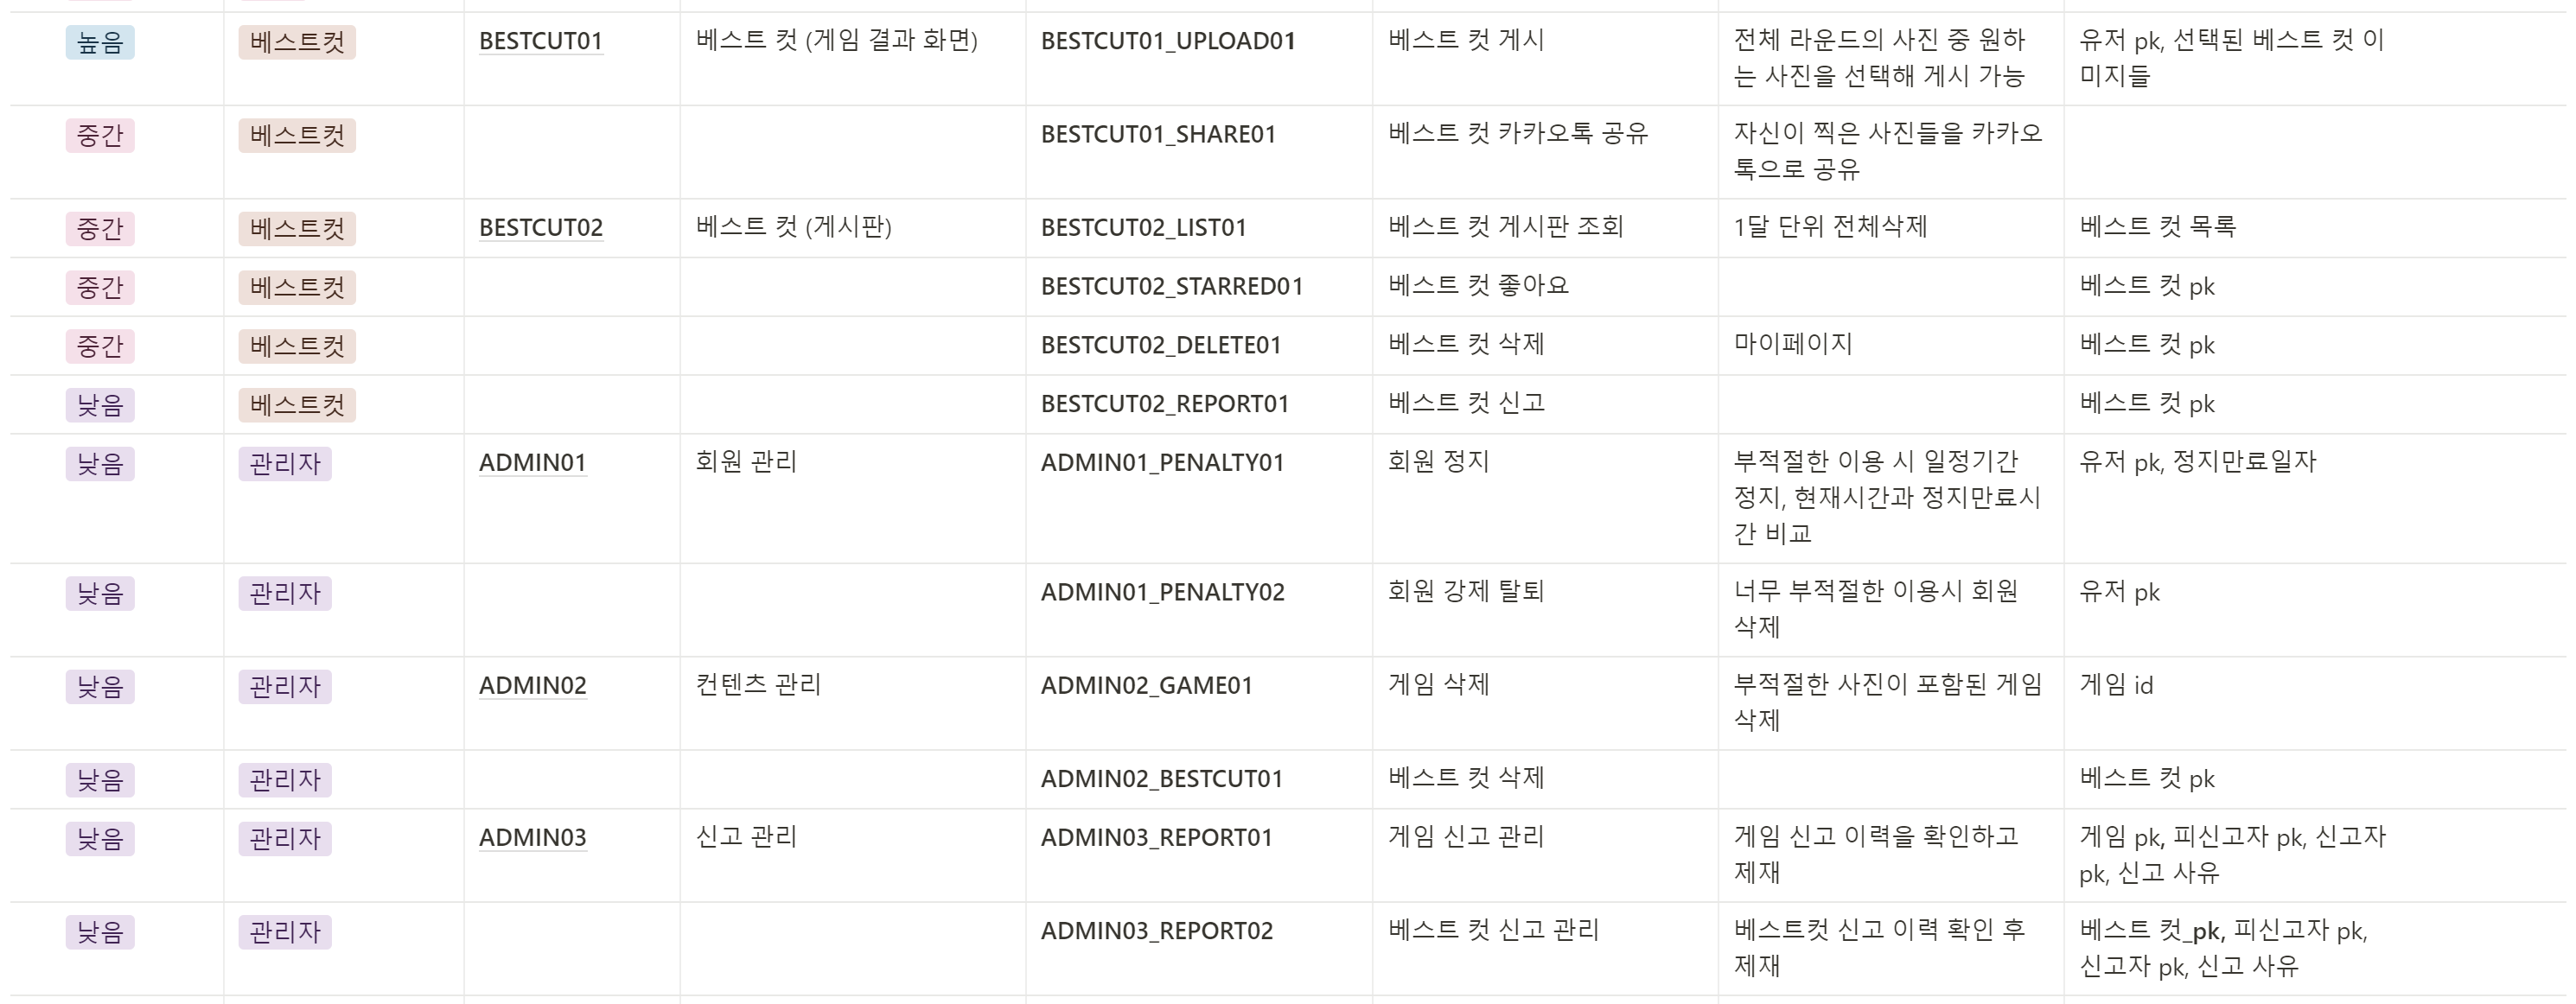 높음 베스트컷 BESTCUT01 베스트 컷 (게임 결과 화면) BESTCUT01_UPLOAD01 베스트 컷 게시 전체 라운드의 사진 중 원하 유저 pk, 선택된 베스트 컷 이
는 사진을 선택해 게시 가능 미지들
중간 베스트컷 BESTCUT01_SHARE01 베스트 컷 카카오톡 공유 자신이 찍은 사진들을 카카오
톡으로 공유
중간 베스트컷 BESTCUT02 베스트 컷 (게시판) BESTCUT02_LIST01 베스트 컷 게시판 조회 1달 단위 전체삭제 베스트 컷 목록
중간 베스트컷 BESTCUT02_STARRED01 베스트 컷 좋아요 베스트 컷 pk
중간 베스트컷 BESTCUT02_DELETE01 베스트 컷 삭제 마이페이지 베스트 컷 pk
낮음 베스트컷 BESTCUT02_REPORT01 베스트 컷 신고 베스트 컷 pk
낮음 관리자 ADMIN01 회원 관리 ADMIN01_PENALTY01 회원 정지 부적절한 이용 시 일정기간 유저 pk, 정지만료일자
정지, 현재시간과 정지만료시
간 비교
낮음 관리자 ADMIN01_PENALTY02 회원 강제 탈퇴 너무 부적절한 이용시 회원 유저 pk
삭제
낮음 관리자 ADMIN02 컨텐츠 관리 ADMIN02_GAME01 게임 삭제 부적절한 사진이 포함된 게임 게임 id
삭제
낮음 관리자 ADMIN02_BESTCUT01 베스트 컷 삭제 베스트 컷 pk
낮음 관리자 ADMIN03 신고 관리 ADMIN03_REPORT01 게임 신고 관리 게임 신고 이력을 확인하고 게임 pk, 피신고자 pk, 신고자
제재 pk, 신고 사유
낮음 관리자 ADMIN03_REPORT02 베스트 컷 신고 관리 베스트컷 신고 이력 확인 후 베스트 컷_pk, 피신고자 pk,
제재 신고자 pk, 신고 사유